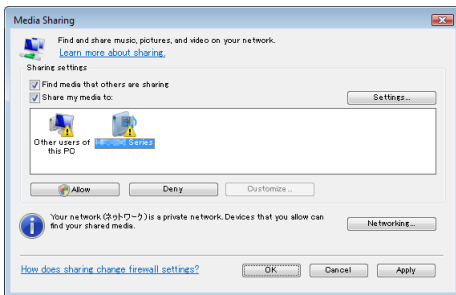 Media Sharing
Find and share music, pictures, and video on your network.
Learn more about sharing.
Sharing settings
Find media that others are sharing
Share my media to:
Settings...
Other users of
this PC
Series
Allow
Deny
Customize...
Your network (ネットワーク) is a private network. Devices that you allow can
find your shared media.
Networking...
How does sharing change firewall settings?
OK
Cancel
Apply